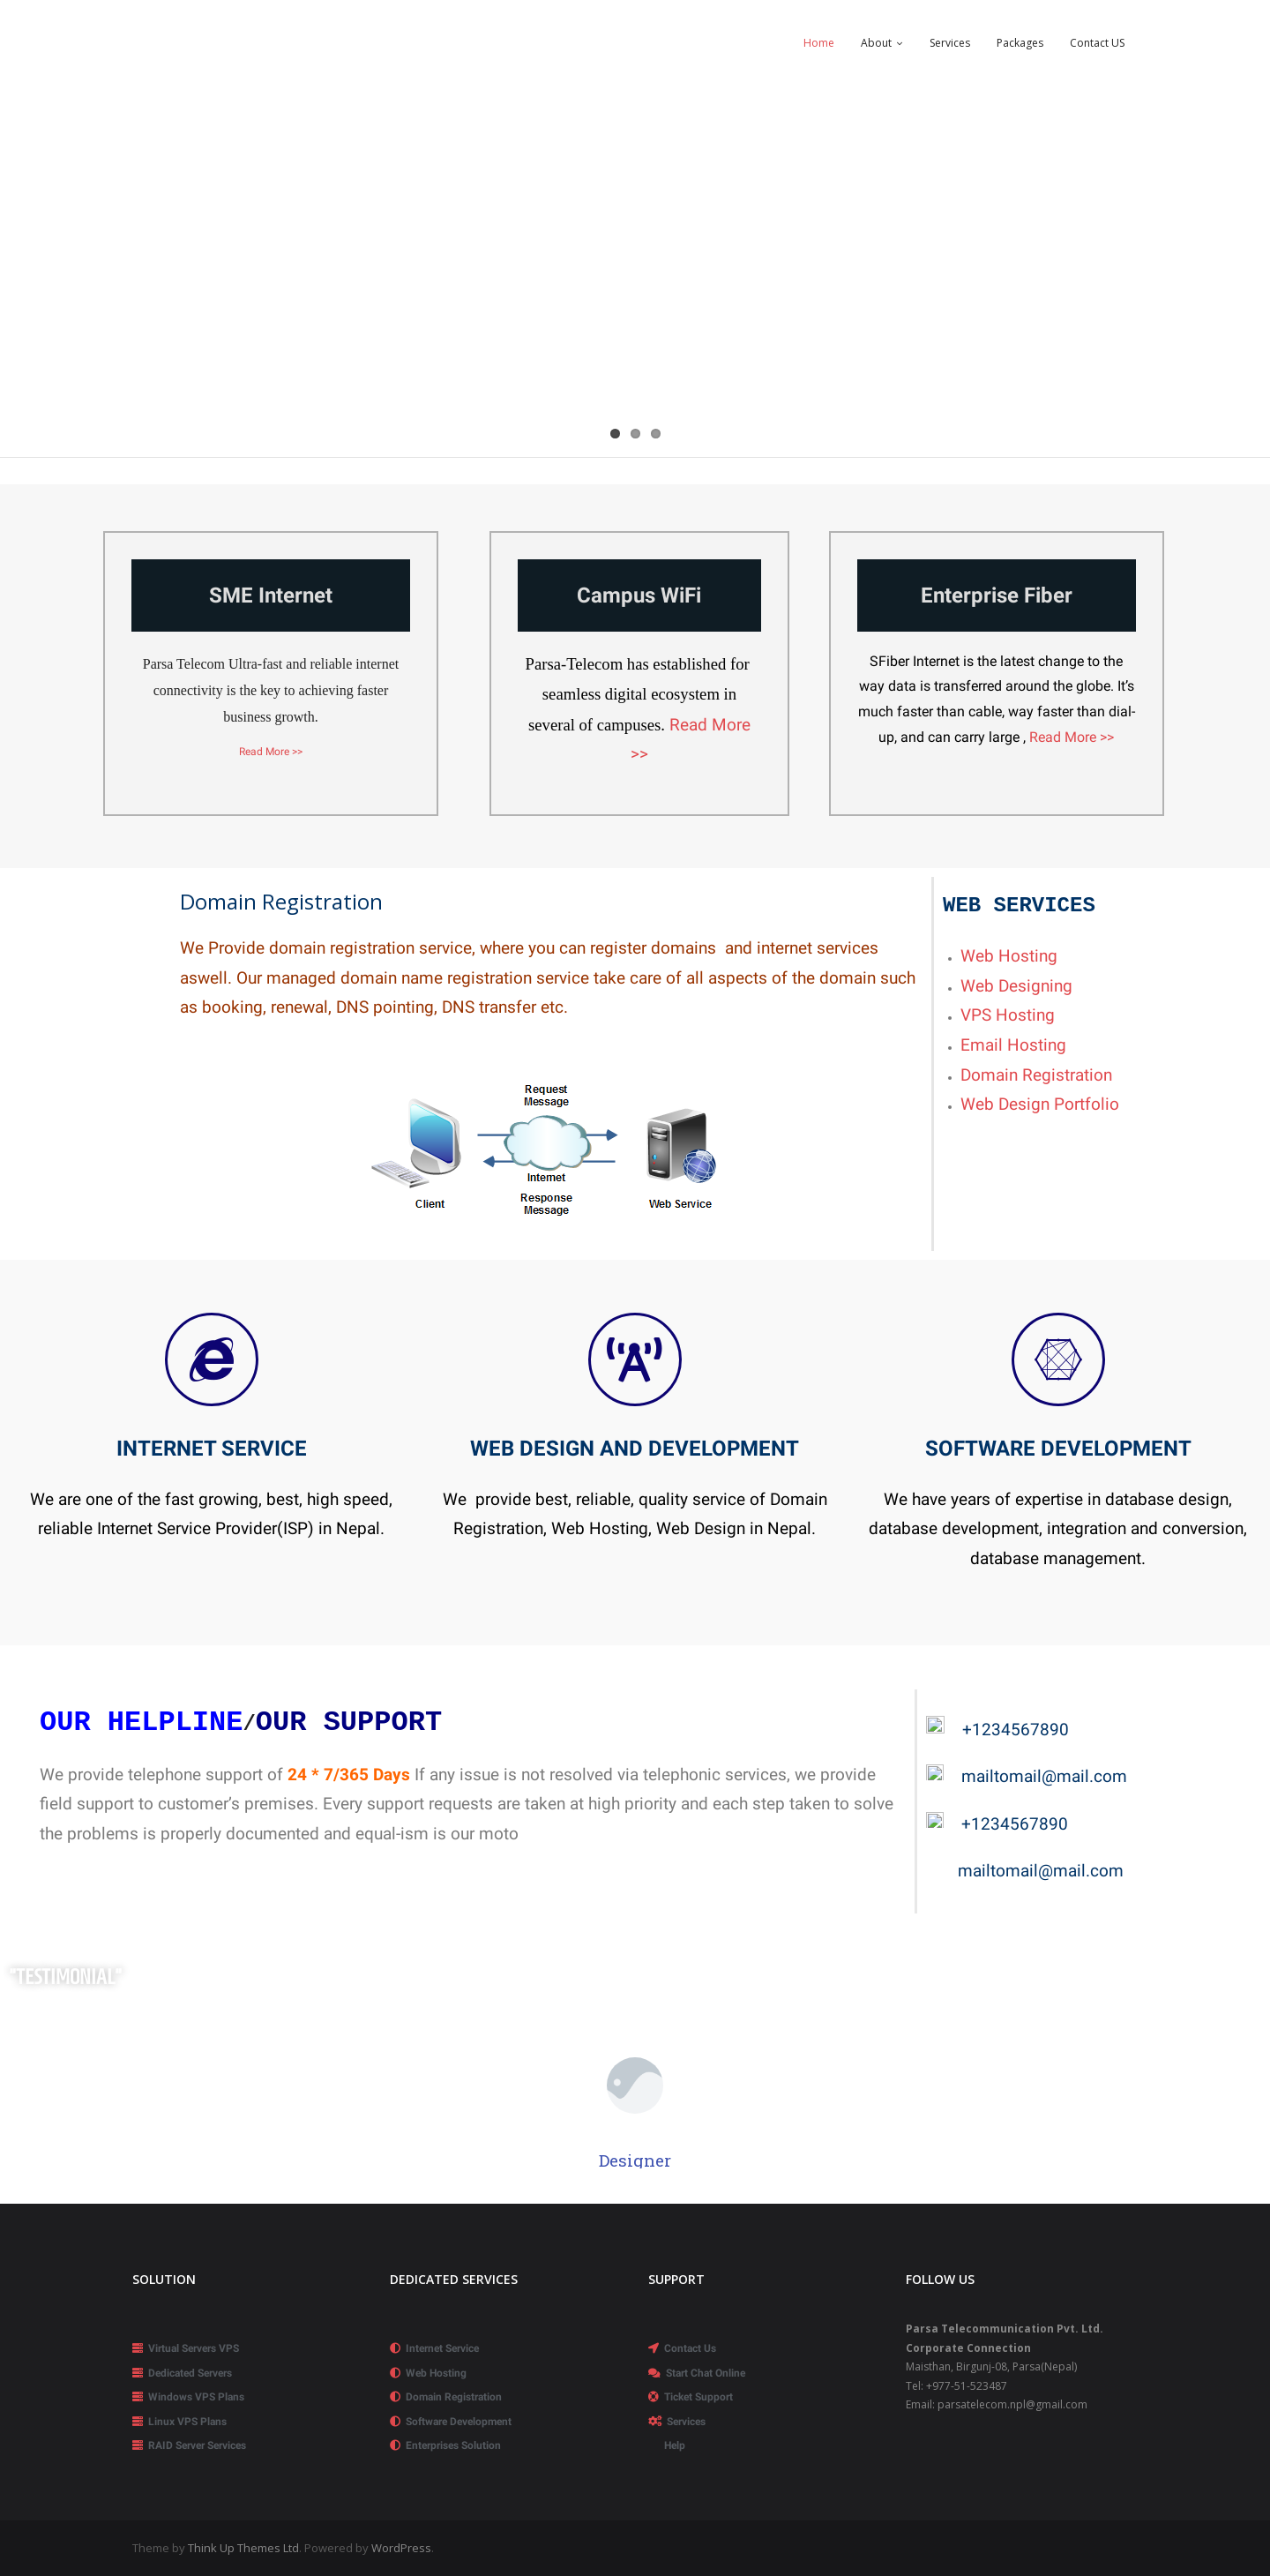 Home About Services Packages Contact US
SME Internet
Parsa Telecom Ultra-fast and reliable internet
connectivity is the key to achieving faster
business growth.
Read More >>
Campus WiFi
Parsa-Telecom has established for
seamless digital ecosystem in
several of campuses. Read More
>>
Enterprise Fiber
SFiber Internet is the latest change to the
way data is transferred around the globe. It’s
much faster than cable, way faster than dial-
up, and can carry large , Read More >>
Domain Registration
We Provide domain registration service, where you can register domains  and internet services
aswell. Our managed domain name registration service take care of all aspects of the domain such
as booking, renewal, DNS pointing, DNS transfer etc.
Request
Message
Internet
Response
Message
Client
Web Service
WEB SERVICES
Web Hosting
Web Designing
VPS Hosting
Email Hosting
Domain Registration
Web Design Portfolio
INTERNET SERVICE
We are one of the fast growing, best, high speed,
reliable Internet Service Provider(ISP) in Nepal.
WEB DESIGN AND DEVELOPMENT
We  provide best, reliable, quality service of Domain
Registration, Web Hosting, Web Design in Nepal.
SOFTWARE DEVELOPMENT
We have years of expertise in database design,
database development, integration and conversion,
database management.
OUR HELPLINE/OUR SUPPORT
We provide telephone support of 24 * 7/365 Days If any issue is not resolved via telephonic services, we provide
field support to customer’s premises. Every support requests are taken at high priority and each step taken to solve
the problems is properly documented and equal-ism is our moto
+1234567890
mailtomail@mail.com
+1234567890
mailtomail@mail.com
"TESTIMONIAL"
Designer
SOLUTION
Virtual Servers VPS
Dedicated Servers
Windows VPS Plans
Linux VPS Plans
RAID Server Services
DEDICATED SERVICES
Internet Service
Web Hosting
Domain Registration
Software Development
Enterprises Solution
SUPPORT
Contact Us
Start Chat Online
Ticket Support
Services
Help
FOLLOW US
Parsa Telecommunication Pvt. Ltd.
Corporate Connection
Maisthan, Birgunj-08, Parsa(Nepal)
Tel: +977-51-523487
Email: parsatelecom.npl@gmail.com
Theme by Think Up Themes Ltd. Powered by WordPress.